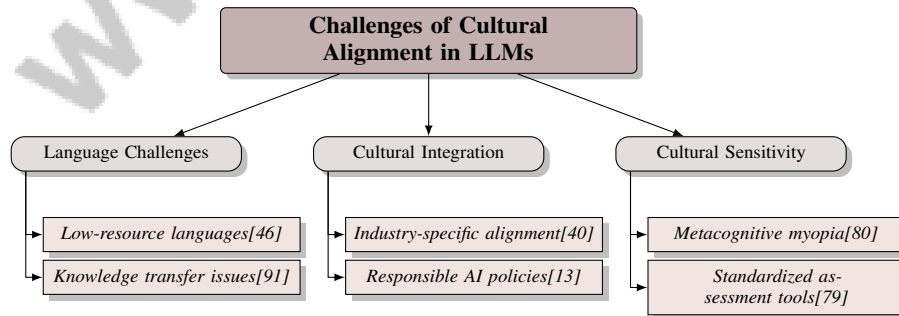 Challenges of Cultural
Alignment in LLMs
Language Challenges
Cultural Integration
Cultural Sensitivity
Low-resource languages[46]
Industry-specific alignment[40]
Metacognitive myopia[80]
Knowledge transfer issues[91]
Responsible AI policies[13]
Standardized as-
sessment tools[79]